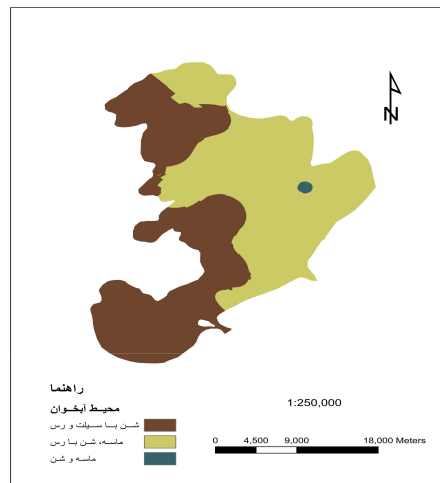 N
راهنما
محیط آبخوان
شن با سیلت و رس
ماسه، شن با رس
ماسه و شن
1:250,000
0 4,500 9,000 18,000 Meters